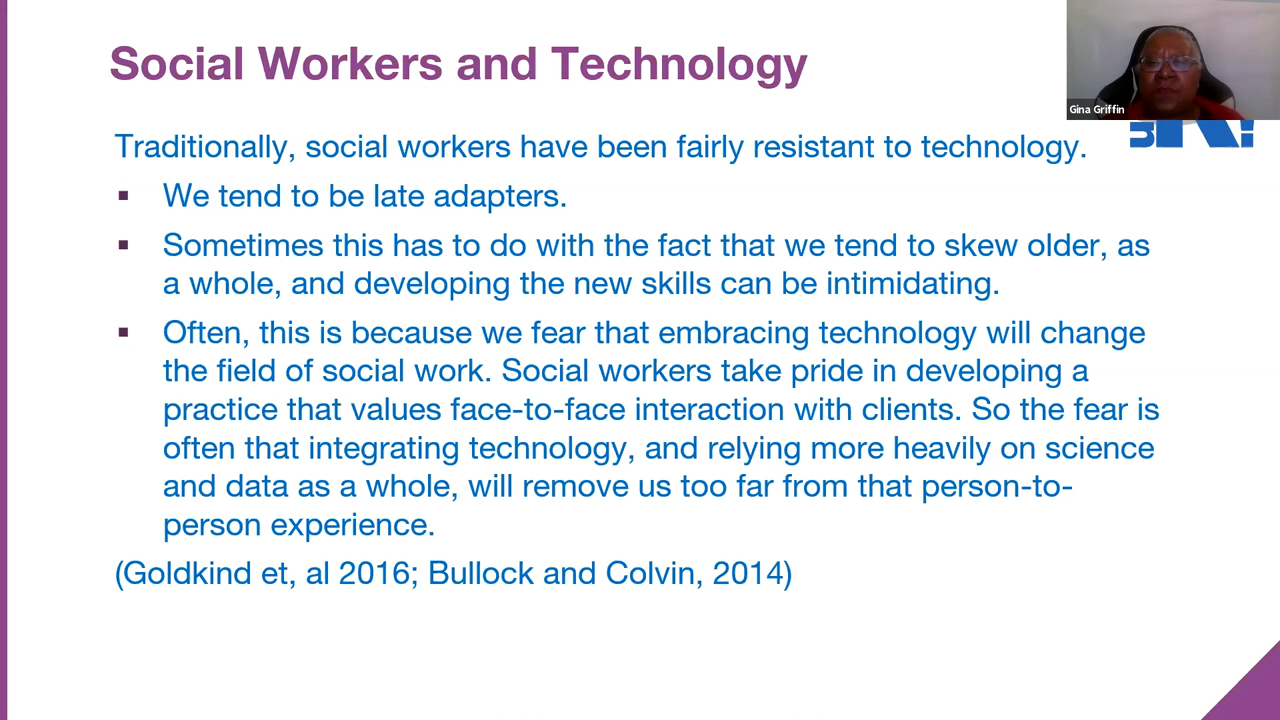 Social Workers and Technology
Gina Griffin
Traditionally, social workers have been fairly resistant to technology.
▪ We tend to be late adapters.
▪ Sometimes this has to do with the fact that we tend to skew older, as
a whole, and developing the new skills can be intimidating.
▪ Often, this is because we fear that embracing technology will change
the field of social work. Social workers take pride in developing a
practice that values face-to-face interaction with clients. So the fear is
often that integrating technology, and relying more heavily on science
and data as a whole, will remove us too far from that person-to-
person experience.
(Goldkind et, al 2016; Bullock and Colvin, 2014)